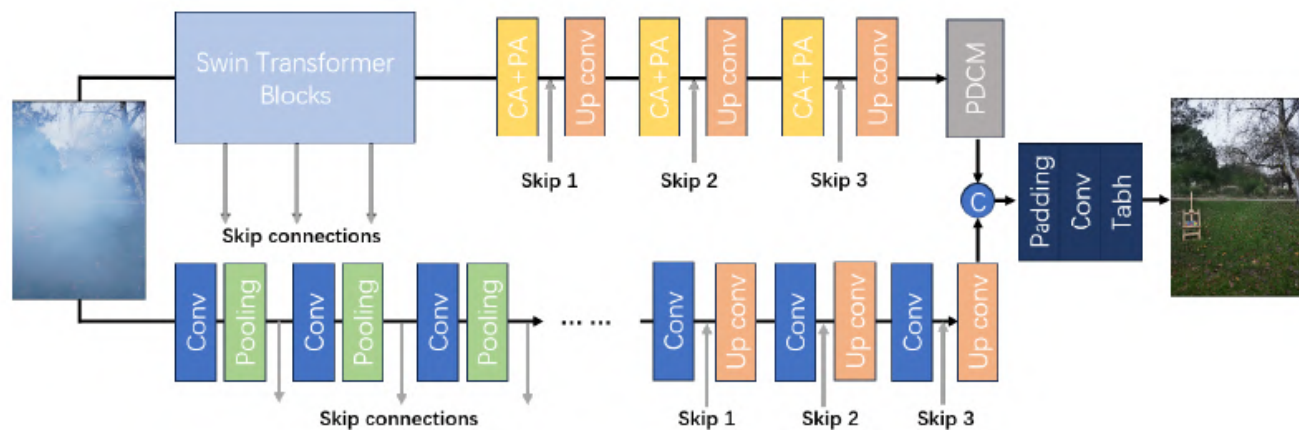 Swin Transformer
Blocks
CA+PA
Up conv
CA+PA
Up conv
CA+PA
Up conv
PDCM
Skip 1
Skip 2
Skip 3
Skip connections
C
Padding
Conv
Tabh
Conv
Pooling
Conv
Pooling
Conv
Pooling
... ...
Conv
Up conv
Conv
Up conv
Conv
Up conv
Skip connections
Skip 1
Skip 2
Skip 3